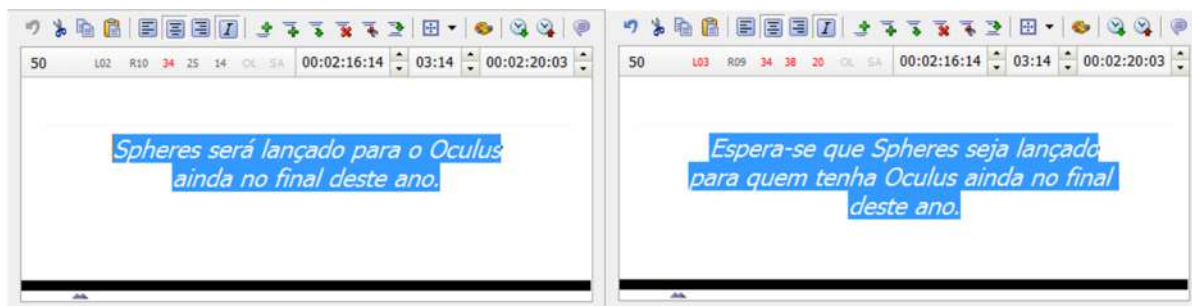 50 L02 R10 34 25 14 OL SA 00:02:16:14 03:14 00:02:20:03
Spheres será lançado para o Oculus
ainda no final deste ano.
50 L03 R09 34 38 20 OL SA 00:02:16:14 03:14 00:02:20:03
Espera-se que Spheres seja lançado
para quem tenha Oculus ainda no final
deste ano.